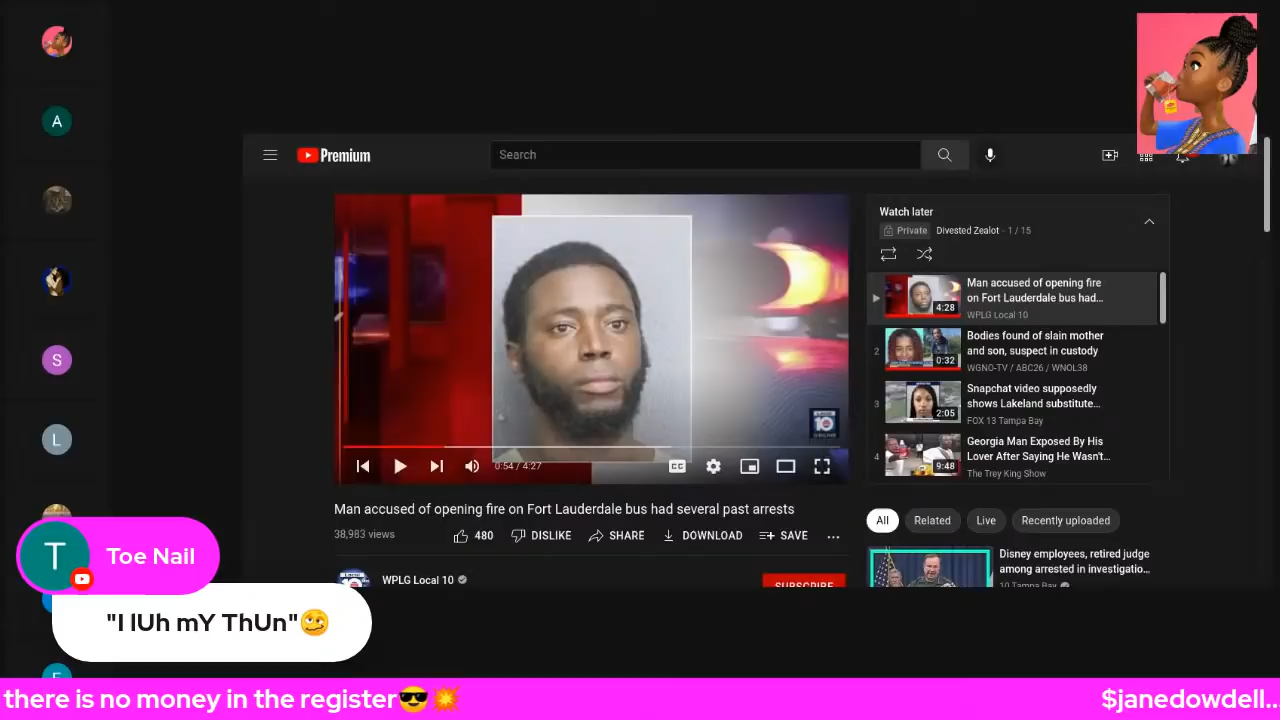 A
S
L
Toe Nail
"I lUh mY ThUn"🥴
there is no money in the register😎💥
$janedowdell..
Premium
Search
0:54 / 4:27
CC
Man accused of opening fire on Fort Lauderdale bus had several past arrests
38,983 views
480
DISLIKE
SHARE
DOWNLOAD
SAVE
WPLG Local 10
SUBSCRIBE
Watch later
Private
Divested Zealot - 1 / 15
Man accused of opening fire
on Fort Lauderdale bus had…
WPLG Local 10
4:28
2
Bodies found of slain mother
and son, suspect in custody
WGNO-TV / ABC26 / WNOL38
0:32
3
Snapchat video supposedly
shows Lakeland substitute…
FOX 13 Tampa Bay
2:05
4
Georgia Man Exposed By His
Lover After Saying He Wasn't…
The Trey King Show
9:48
All
Related
Live
Recently uploaded
Disney employees, retired judge
among arrested in investigatio…
10 Tampa Bay
T